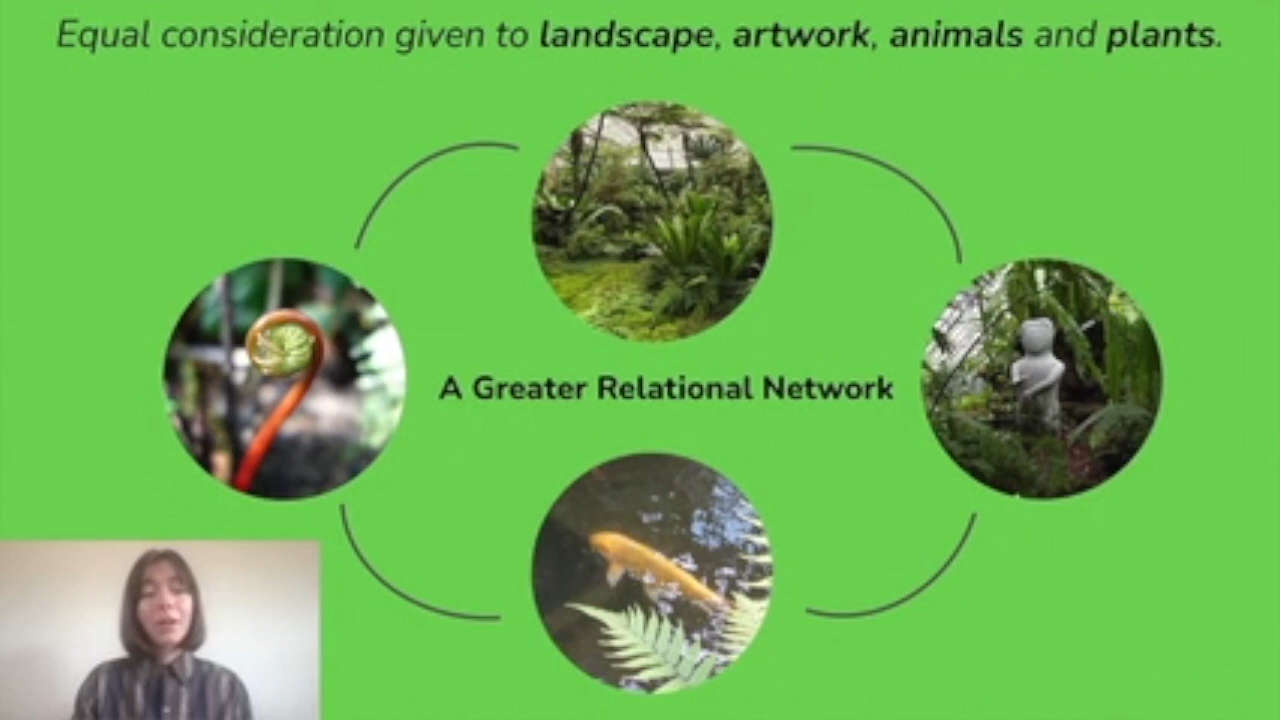 Equal consideration given to landscape, artwork, animals and plants.
A Greater Relational Network